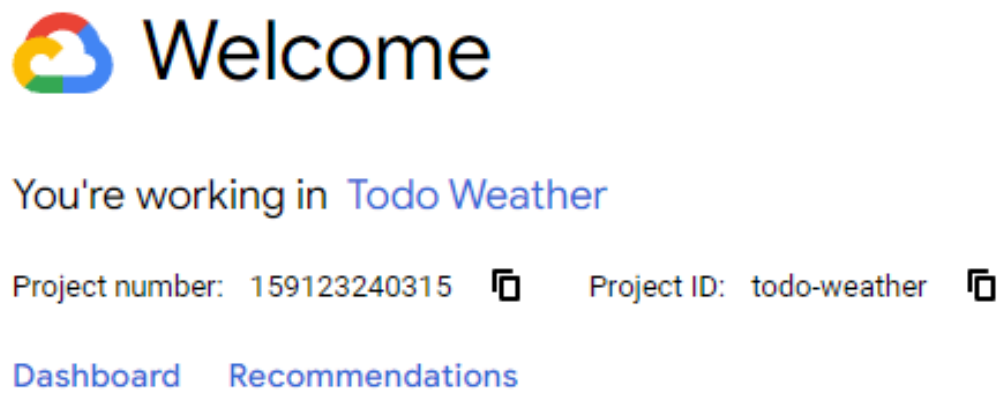 Welcome
You're working in Todo Weather
Project number: 159123240315 Project ID: todo-weather
Dashboard Recommendations